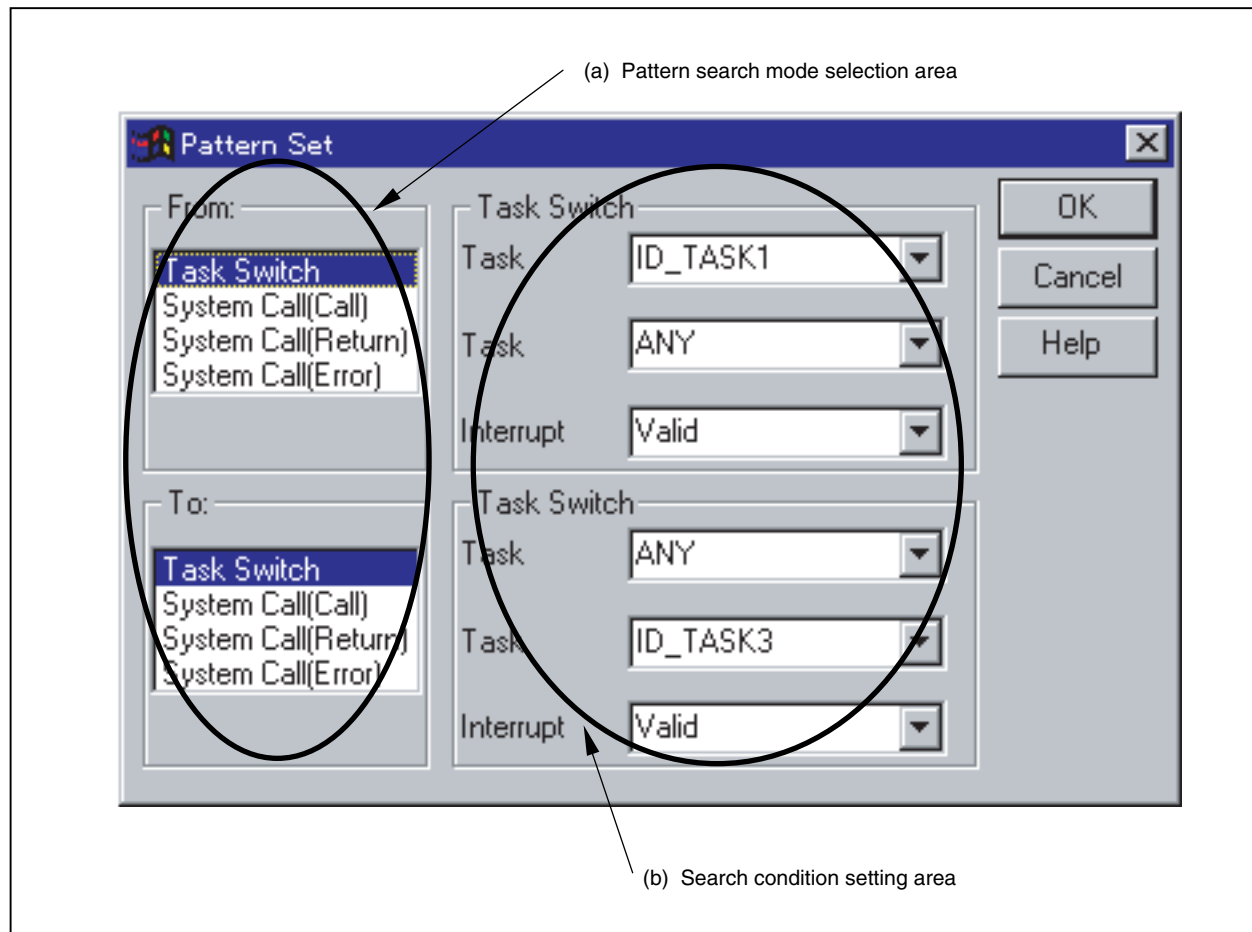 (a) Pattern search mode selection area
Pattern Set
From:
Task Switch
System Call(Call)
System Call(Return)
System Call(Error)
Task Switch
Task ID_TASK1
Task ANY
Interrupt Valid
OK
Cancel
Help
To:
Task Switch
System Call(Call)
System Call(Return)
System Call(Error)
Task Switch
Task ANY
Task ID_TASK3
Interrupt Valid
(b) Search condition setting area